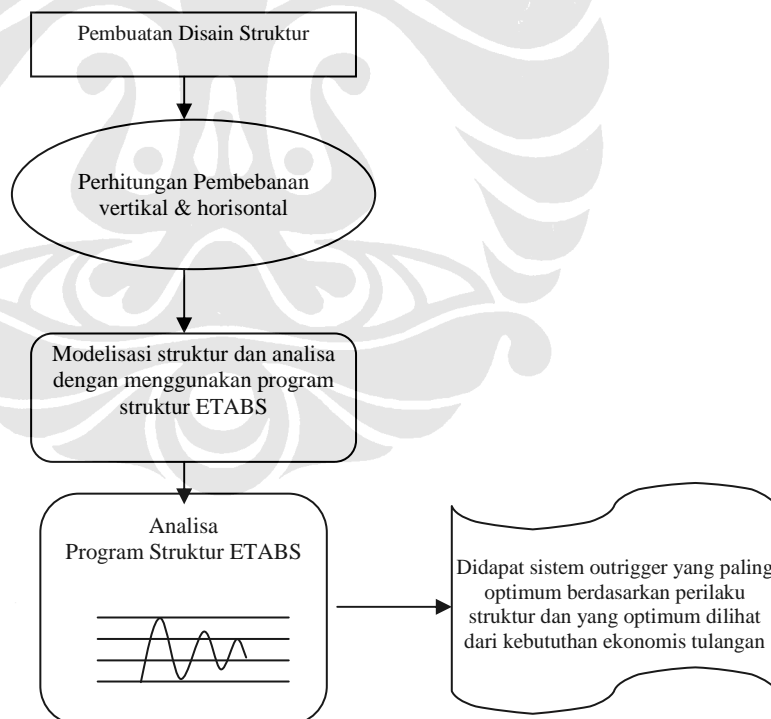 Pembuatan Disain Struktur
Perhitungan Pembebanan
vertikal & horisontal
Modelisasi struktur dan analisa
dengan menggunakan program
struktur ETABS
Analisa
Program Struktur ETABS
Didapat sistem outrigger yang paling
optimum berdasarkan perilaku
struktur dan yang optimum dilihat
dari kebututhan ekonomis tulangan